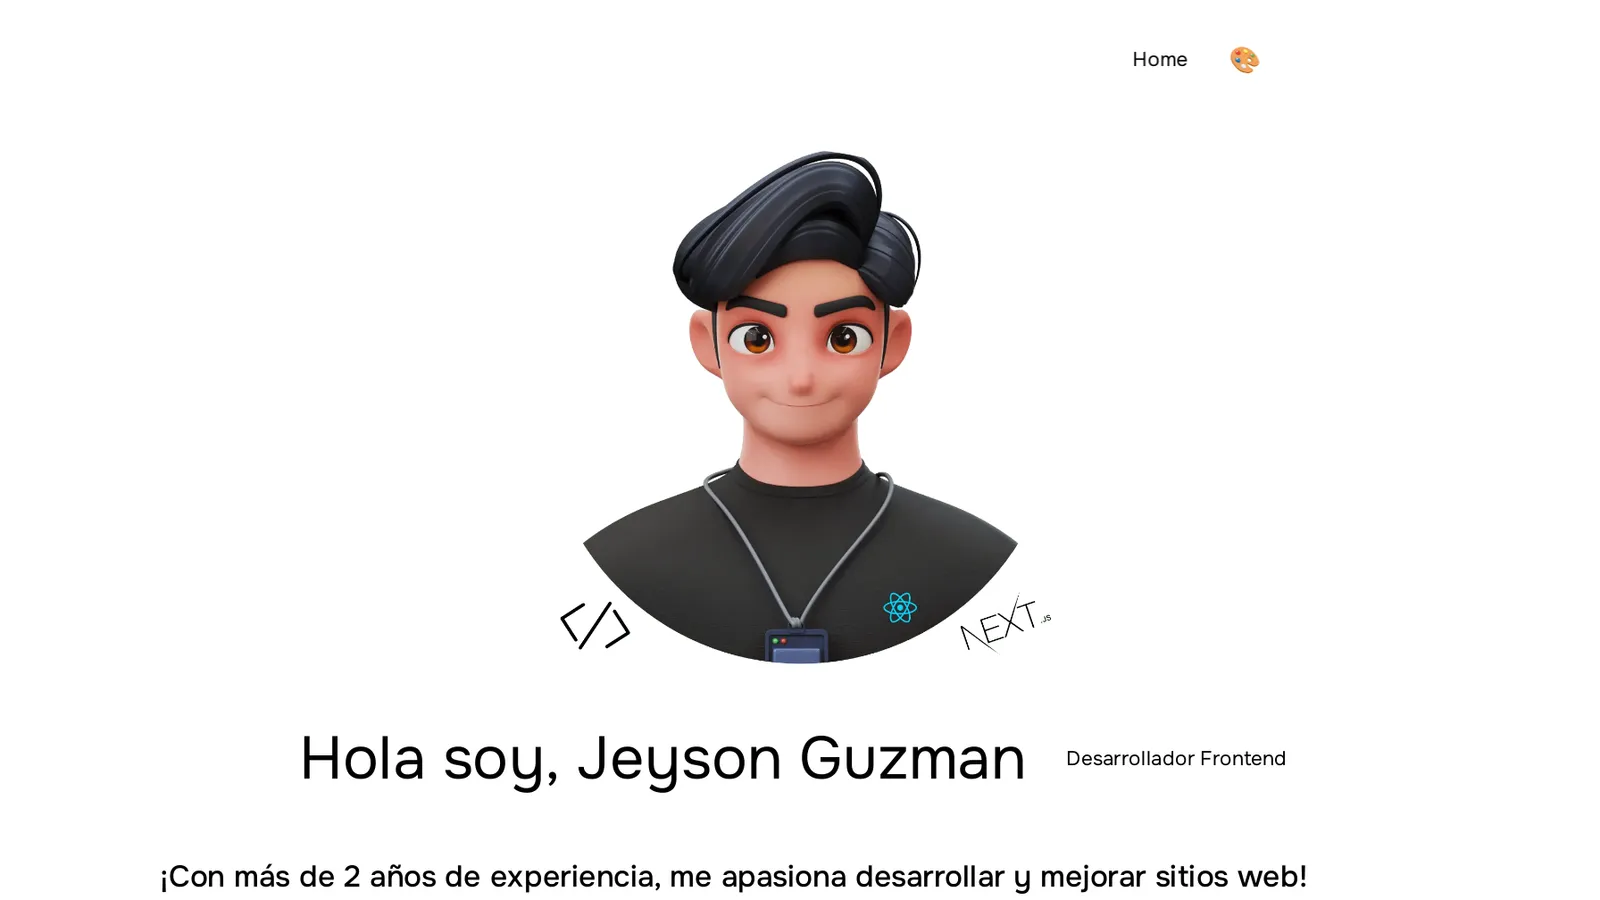 Home
</>
NEXT.JS
Hola soy, Jeyson Guzman
Desarrollador Frontend
¡Con más de 2 años de experiencia, me apasiona desarrollar y mejorar sitios web!